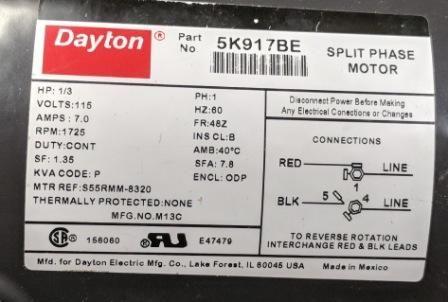 Dayton ®
Part No. 5K917BE
SPLIT PHASE MOTOR
HP: 1/3
VOLTS:115
AMPS : 7.0
RPM:1725
DUTY:CONT
SF: 1.35
KVA CODE: P
MTR REF:S55RMM-8320
THERMALLY PROTECTED:NONE
MFG.NO.M13C
PH:1
HZ:60
FR:48Z
INS CL:B
AMB:40°C
SFA: 7.8
ENCL: ODP
Disconnect Power Before Making
Any Electrical Conections or Changes
CONNECTIONS
RED LINE
1
BLK 5 4 LINE
TO REVERSE ROTATION
INTERCHANGE RED & BLK LEADS
SA ® 156060 RU ® E47479
Mfd. for Dayton Electric Mfg. Co., Lake Forest, IL 60045 USA
Made in Mexico